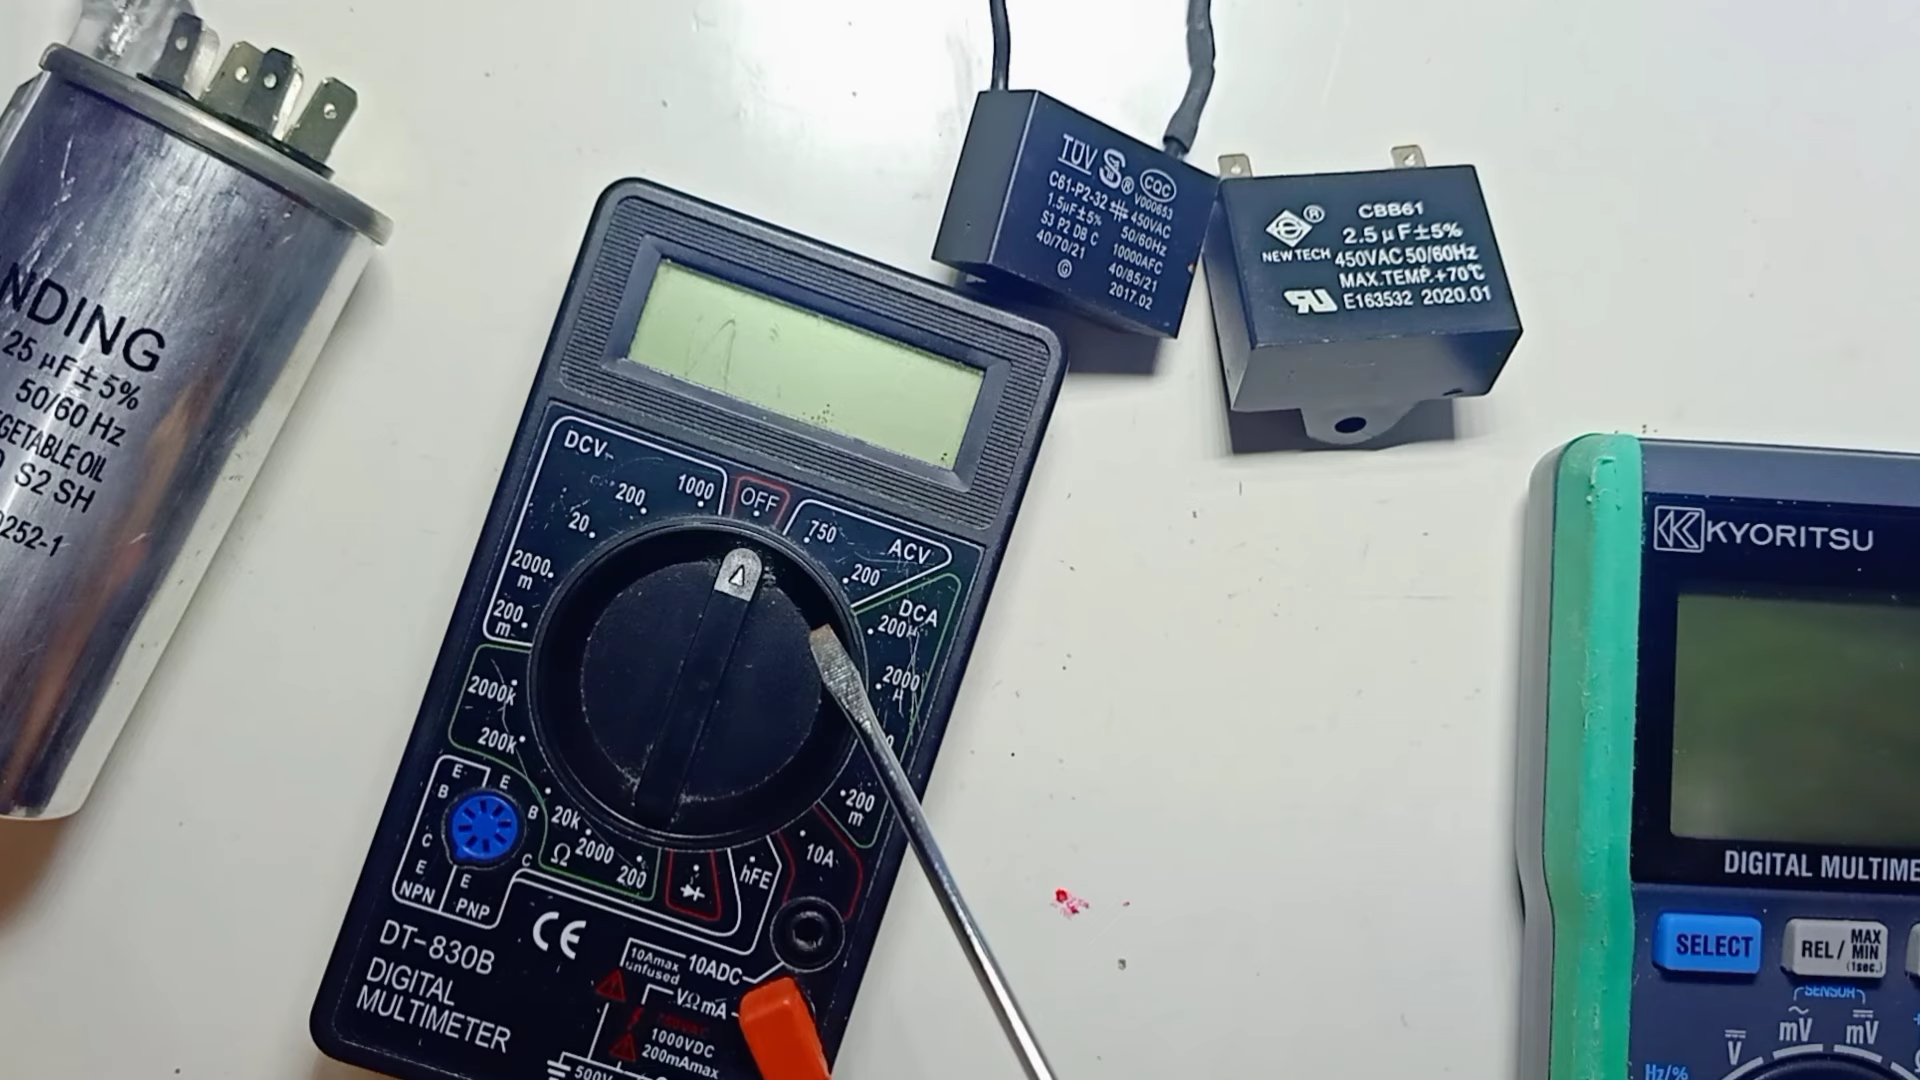 NDING
25 μF±5%
50/60 Hz
GETABLE OIL
S2 SH
0252-1
TÜV S® CQC
C61-P2-32 450VAC
V000653
1.5μF±5% 50/60Hz
S3 P2 DB C 10000AFC
40/70/21 40/85/21
2017.02
® CBB61
2.5 μF±5%
NEWTECH 450VAC 50/60Hz
MAX.TEMP.+70℃
E163532 2020.01
DCV
OFF
ACV
1000
200
20
2000
m
200
m
750
200
DCA
200μ
2000
μ
200
m
10A
hFE
2000k
200k
20k
2000
200
Ω
E
B
C
E
NPN
E
B
C
E
PNP
DT-830B
DIGITAL
MULTIMETER
CE
10Amax
unfused
10ADC
VΩmA
1000VDC
200mAmax
500V
KYORITSU
DIGITAL MULTIME
SELECT
REL/ MAX
MIN
(1sec.)
SENSOR
V
mV
mV
Hz/%